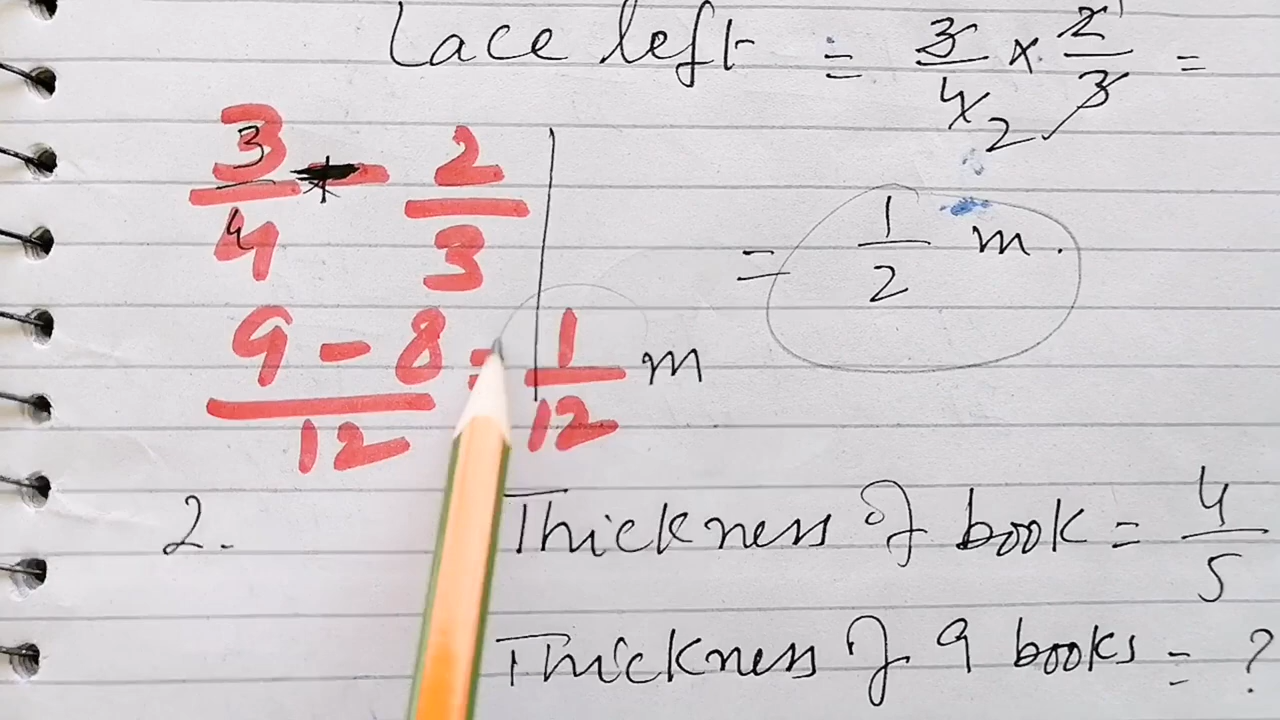 Lace left = 3/4 × 2/3 =
3/4 - 2/3
= 1/2 m.
9 - 8/12 = 1/12 m
2. Thickness of book = 4/5
Thickness of 9 books = ?